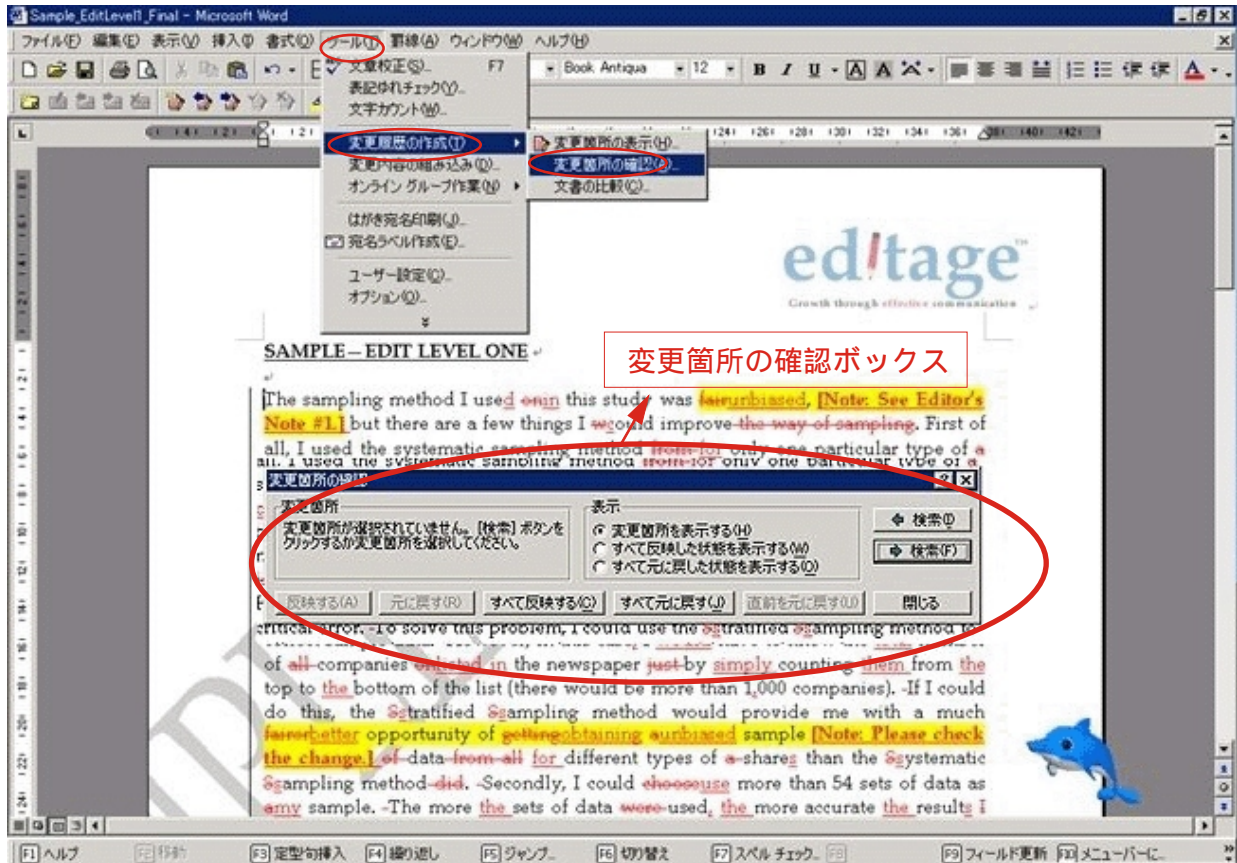 Sample_EditLevel1_Final - Microsoft Word
ファイル(F) 編集(E) 表示(V) 挿入(I) 書式(O) ツール(T) 罫線(A) ウィンドウ(W) ヘルプ(H)
Book Antiqua 12 B I U A A A
文章校正(S)... F7
表記ゆれチェック(Y)...
文字カウント(W)...
変更履歴の作成(T)
変更箇所の表示(H)...
変更内容の組み込み(D)...
変更箇所の確認(A)...
オンライン グループ作業(N)
文書の比較(C)...
はがき宛名印刷(J)...
宛名ラベル作成(E)...
ユーザー設定(C)...
オプション(O)...
editage™
Growth through effective communication
SAMPLE – EDIT LEVEL ONE
変更箇所の確認ボックス
The sampling method I used onin this study was fairunbiased, [Note: See Editor's
Note #1.] but there are a few things I wcould improve the way of sampling. First of
all, I used the systematic sampling method from for only one particular type of a
all, I used the systematic sampling method from for only one particular type of a
変更箇所の確認
変更箇所
変更箇所が選択されていません。[検索] ボタンを
クリックするか変更箇所を選択してください。
表示
変更箇所を表示する(H)
すべて反映した状態を表示する(W)
すべて元に戻した状態を表示する(O)
検索(I)
検索(F)
反映する(A) 元に戻す(R) すべて反映する(C) すべて元に戻す(J) 直前を元に戻す(U) 閉じる
critical error. -To solve this problem, I could use the Sstratified Ssampling method to
of all companies enlisted in the newspaper just by simply counting them from the
top to the bottom of the list (there would be more than 1,000 companies). -If I could
do this, the Sstratified Ssampling method would provide me with a much
fairerbetter opportunity of gettingobtaining aunbiased sample [Note: Please check
the change.] of data from all for different types of a shares than the Ssystematic
Ssampling method did. -Secondly, I could chooseuse more than 54 sets of data as
amy sample. -The more the sets of data were used, the more accurate the results I
F1 ヘルプ F2 移動 F3 定型句挿入 F4 繰り返し F5 ジャンプ... F6 切り替え F7 スペル チェック... F8 F9 フィールド更新 F10 メニューバーに...